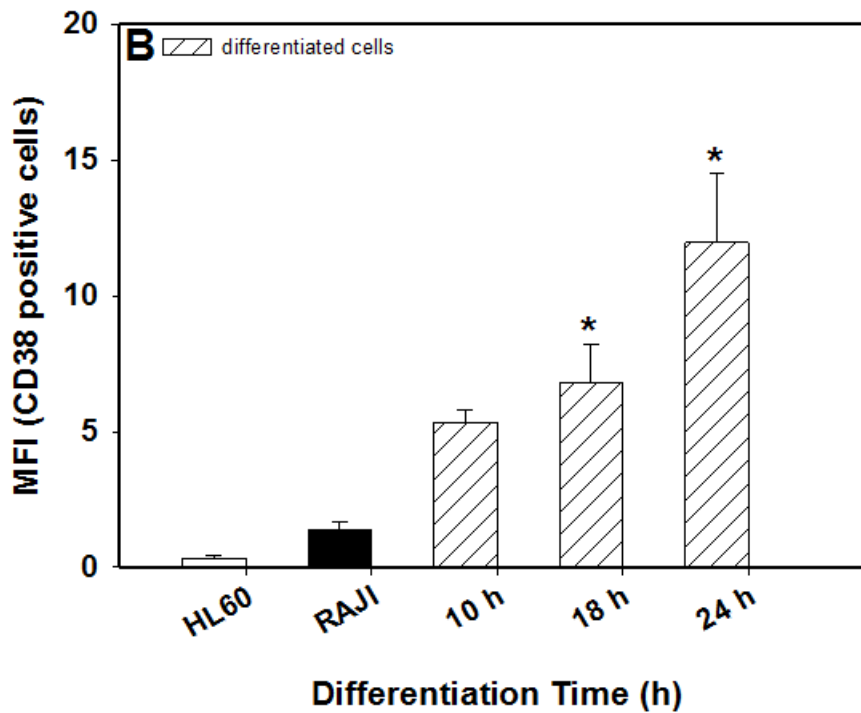 B differentiated cells
20
15
10
5
0
MFI (CD38 positive cells)
*
*
HL60 RAJI 10 h 18 h 24 h
Differentiation Time (h)